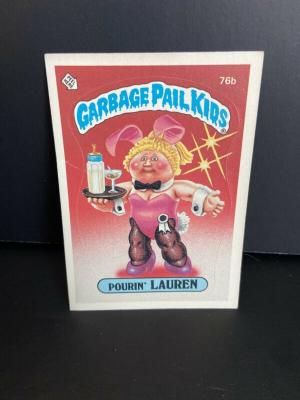 76b
GARBAGE PAIL KIDS
POURIN' LAUREN